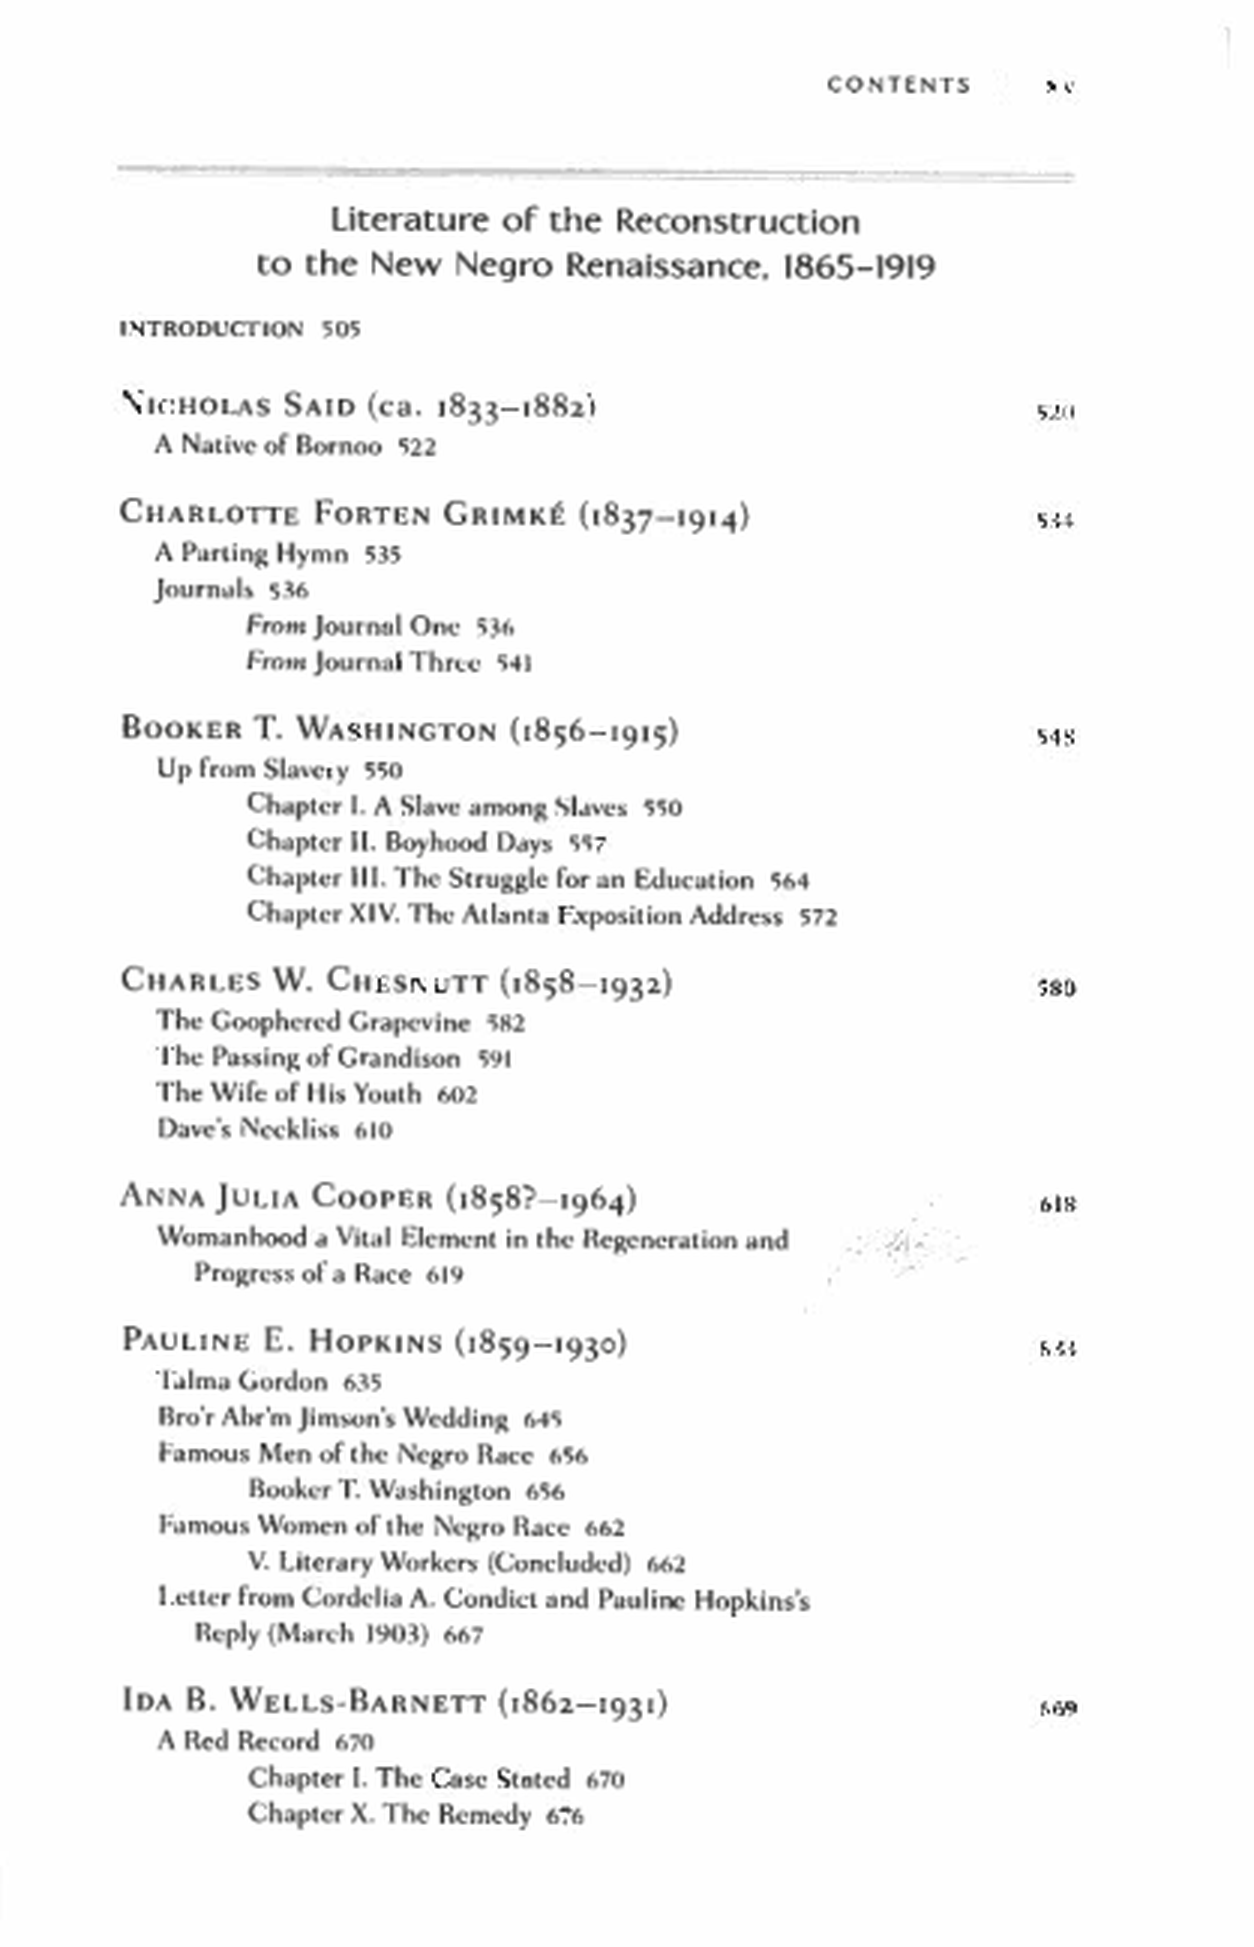 CONTENTS
Literature of the Reconstruction
to the New Negro Renaissance, 1865–1919
INTRODUCTION 505
NICHOLAS SAID (ca. 1833–1882) 520
A Native of Bornoo 522
CHARLOTTE FORTEN GRIMKÉ (1837–1914)
A Parting Hymn 535
Journals 536
From Journal One 536
From Journal Three 541
BOOKER T. WASHINGTON (1856–1915) 548
Up from Slavery 550
Chapter I. A Slave among Slaves 550
Chapter II. Boyhood Days 557
Chapter III. The Struggle for an Education 564
Chapter XIV. The Atlanta Exposition Address 572
CHARLES W. CHESNUTT (1858–1932) 580
The Goophered Grapevine 582
The Passing of Grandison 591
The Wife of His Youth 602
Dave's Neckliss 610
ANNA JULIA COOPER (1858?–1964) 618
Womanhood a Vital Element in the Regeneration and
Progress of a Race 619
PAULINE E. HOPKINS (1859–1930)
Talma Gordon 635
Bro'r Abr'm Jimson's Wedding 645
Famous Men of the Negro Race 656
Booker T. Washington 656
Famous Women of the Negro Race 662
V. Literary Workers (Concluded) 662
Letter from Cordelia A. Condict and Pauline Hopkins's
Reply (March 1903) 667
IDA B. WELLS-BARNETT (1862–1931) 669
A Red Record 670
Chapter I. The Case Stated 670
Chapter X. The Remedy 676